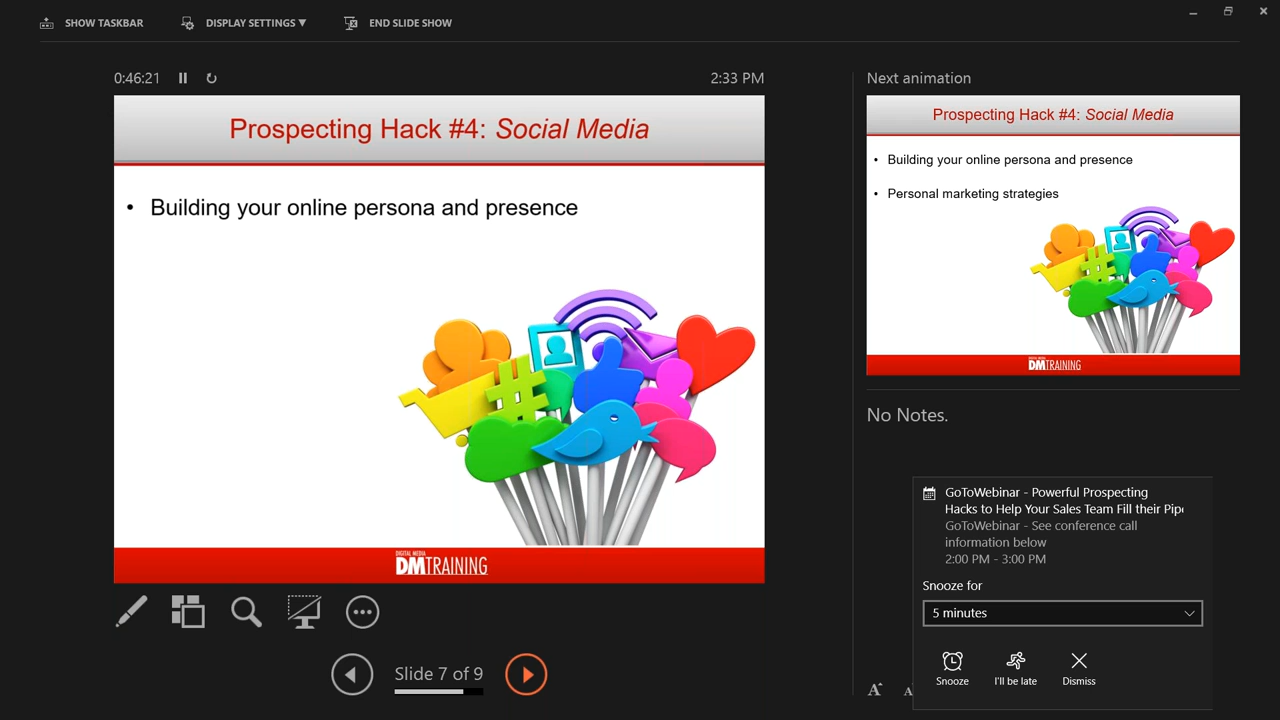 SHOW TASKBAR
DISPLAY SETTINGS ▼
END SLIDE SHOW
0:46:21
2:33 PM
Prospecting Hack #4: Social Media
• Building your online persona and presence
DIGITAL MEDIA
DMTRAINING
Slide 7 of 9
Next animation
Prospecting Hack #4: Social Media
• Building your online persona and presence
• Personal marketing strategies
DIGITAL MEDIA
DMTRAINING
No Notes.
GoToWebinar - Powerful Prospecting
Hacks to Help Your Sales Team Fill their Pipe
GoToWebinar - See conference call
information below
2:00 PM - 3:00 PM
Snooze for
5 minutes
Snooze
I'll be late
Dismiss
A
A